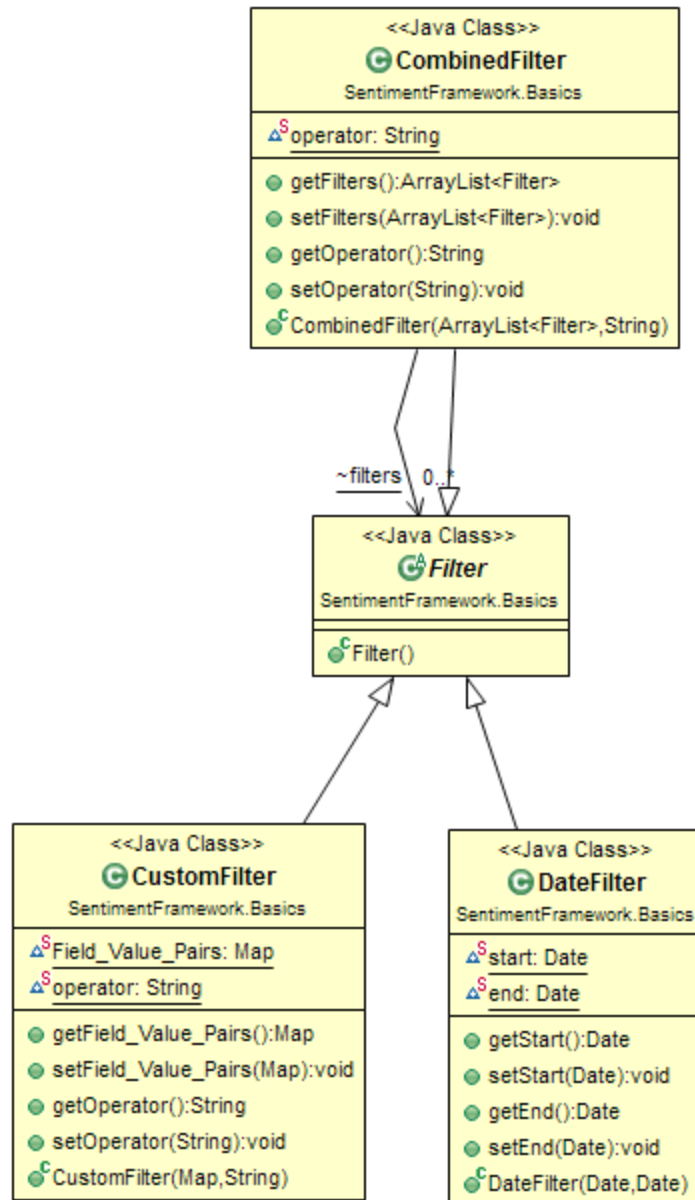 <<Java Class>>
CombinedFilter
SentimentFramework.Basics
operator: String
getFilters():ArrayList<Filter>
setFilters(ArrayList<Filter>):void
getOperator():String
setOperator(String):void
CombinedFilter(ArrayList<Filter>,String)
~filters 0..*
<<Java Class>>
Filter
SentimentFramework.Basics
Filter()
<<Java Class>>
CustomFilter
SentimentFramework.Basics
Field_Value_Pairs: Map
operator: String
getField_Value_Pairs():Map
setField_Value_Pairs(Map):void
getOperator():String
setOperator(String):void
CustomFilter(Map,String)
<<Java Class>>
DateFilter
SentimentFramework.Basics
start: Date
end: Date
getStart():Date
setStart(Date):void
getEnd():Date
setEnd(Date):void
DateFilter(Date,Date)